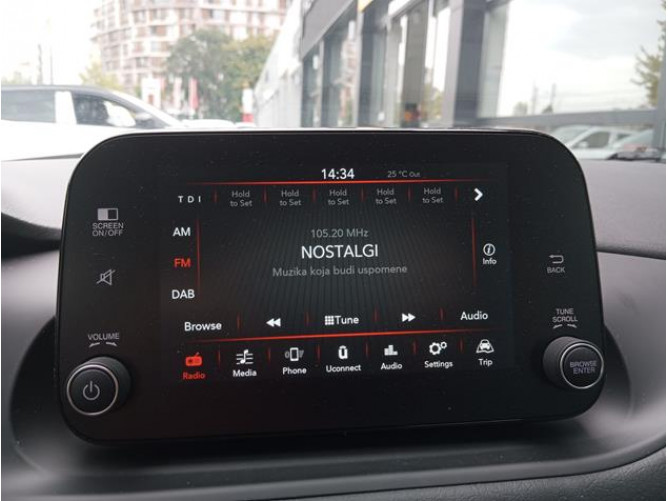 14:34 25 °C Out
T D I Hold to Set Hold to Set Hold to Set Hold to Set Hold to Set
SCREEN ON/OFF
AM
105.20 MHz
NOSTALGI
Muzika koja budi uspomene
FM
Info
BACK
DAB
TUNE SCROLL
Browse Tune Audio
VOLUME
Radio Media Phone Uconnect Audio Settings Trip
BROWSE ENTER